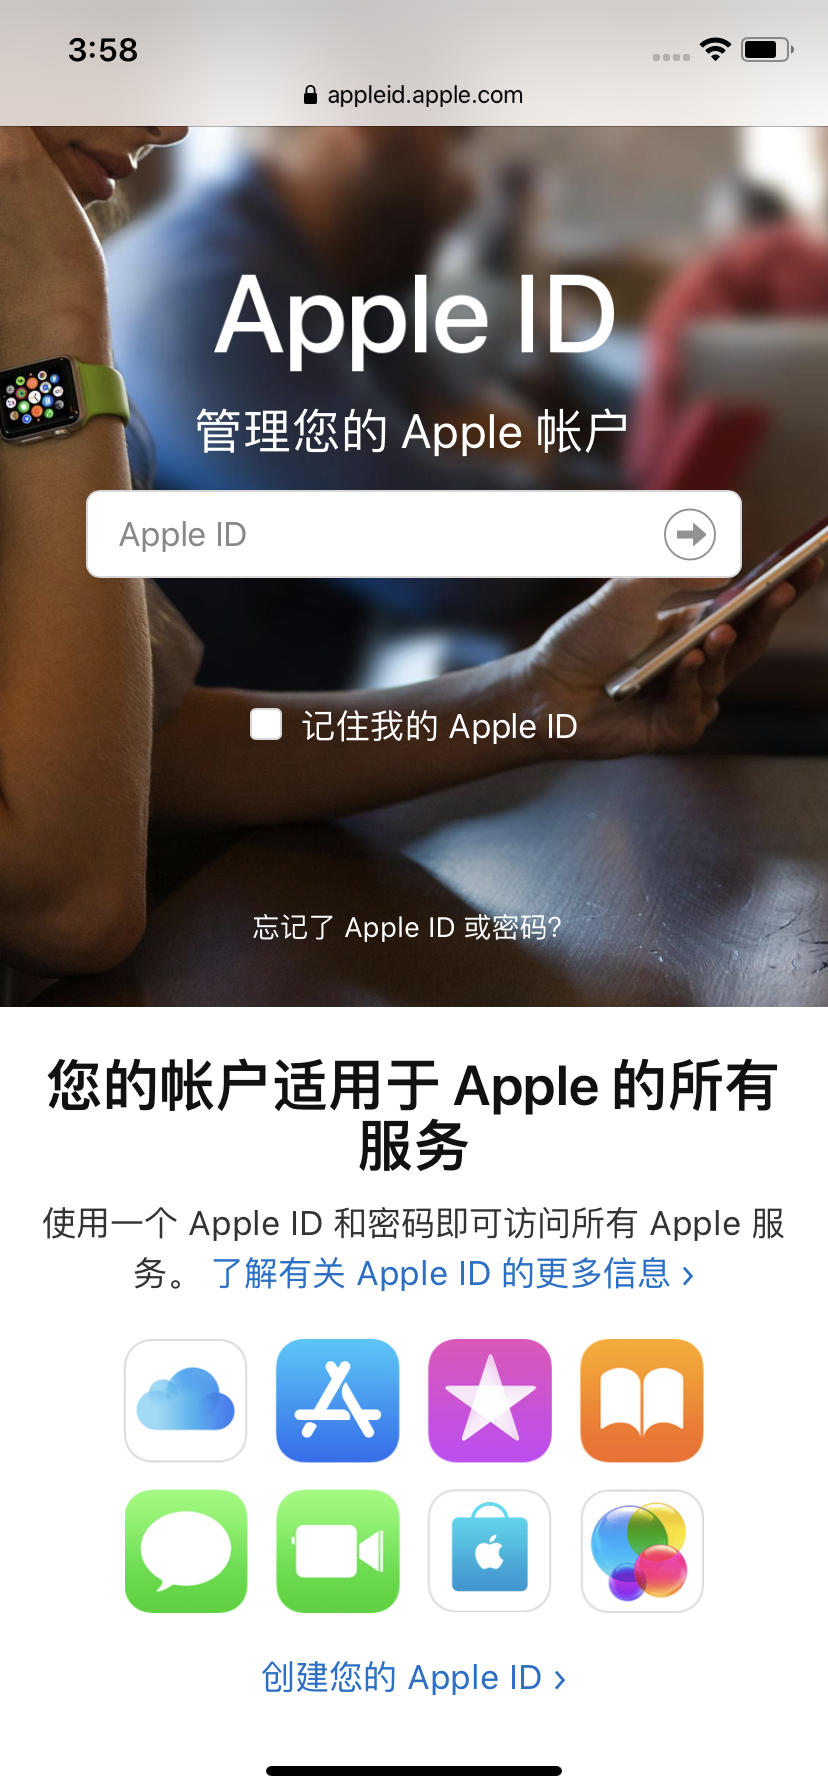 3:58
appleid.apple.com
Apple ID
管理您的 Apple 帐户
Apple ID
记住我的 Apple ID
忘记了 Apple ID 或密码?
您的帐户适用于 Apple 的所有
服务
使用一个 Apple ID 和密码即可访问所有 Apple 服
务。 了解有关 Apple ID 的更多信息 ›
创建您的 Apple ID ›